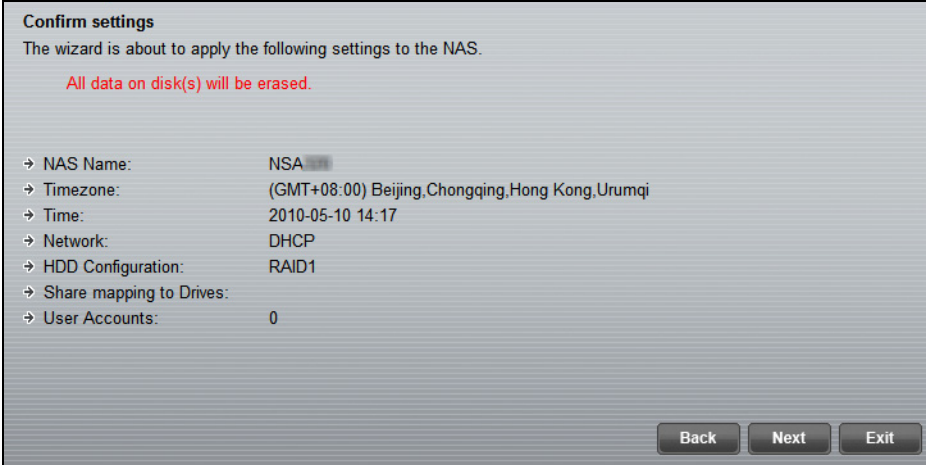 Confirm settings
The wizard is about to apply the following settings to the NAS.
All data on disk(s) will be erased.
NAS Name: NSA
Timezone: (GMT+08:00) Beijing,Chongqing,Hong Kong,Urumqi
Time: 2010-05-10 14:17
Network: DHCP
HDD Configuration: RAID1
Share mapping to Drives:
User Accounts: 0
Back Next Exit